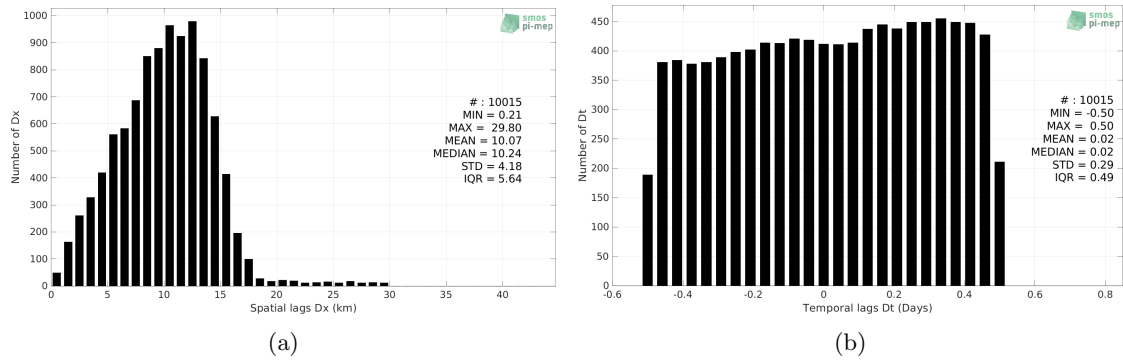 smos
pi-mep
1000
900
800
700
600
500
400
300
200
100
0
Number of Dx
# : 10015
MIN = 0.21
MAX = 29.80
MEAN = 10.07
MEDIAN = 10.24
STD = 4.18
IQR = 5.64
0 5 10 15 20 25 30 35 40
Spatial lags Dx (km)
(a)
smos
pi-mep
450
400
350
300
250
200
150
100
50
0
Number of Dt
# : 10015
MIN = -0.50
MAX = 0.50
MEAN = 0.02
MEDIAN = 0.02
STD = 0.29
IQR = 0.49
-0.6 -0.4 -0.2 0 0.2 0.4 0.6 0.8
Temporal lags Dt (Days)
(b)